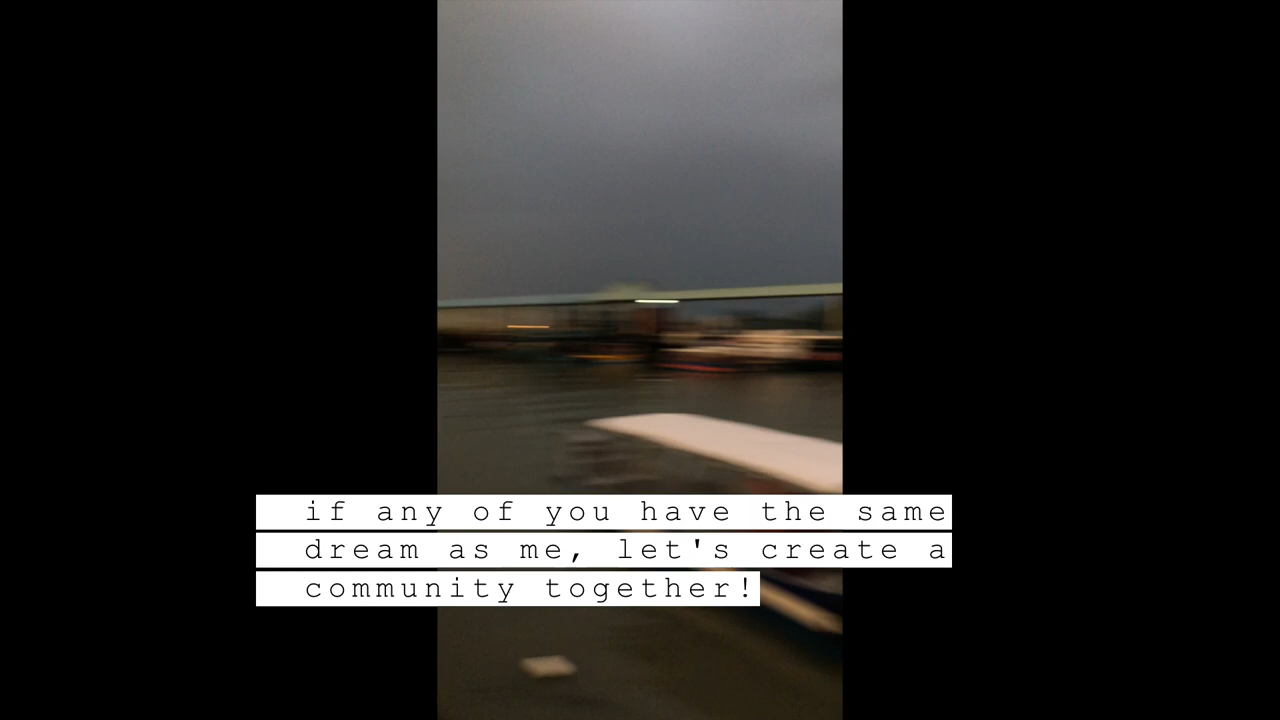 if any of you have the same
dream as me, let's create a
community together!